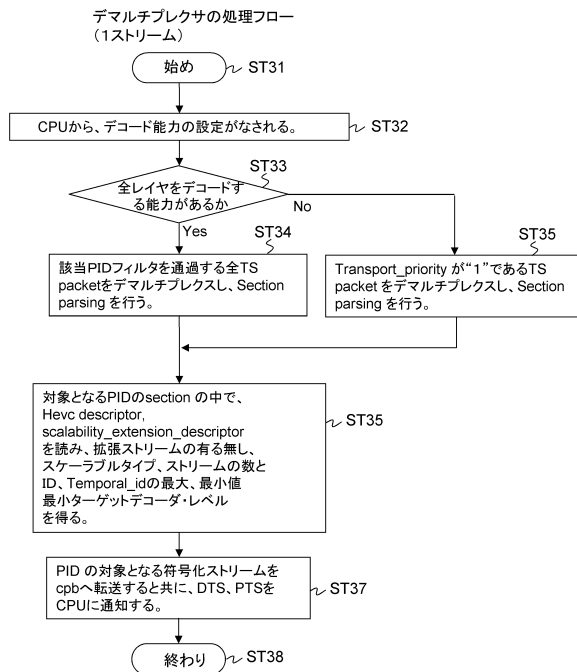 デマルチプレクサの処理フロー
（1ストリーム）
始め
ST31
CPUから、デコード能力の設定がなされる。
ST32
ST33
全レイヤをデコードす
る能力があるか
No
Yes
ST34
該当PIDフィルタを通過する全TS
packetをデマルチプレクスし、Section
parsing を行う。
ST35
Transport_priority が“1”であるTS
packet をデマルチプレクスし、Section
parsing を行う。
対象となるPIDのsection の中で、
Hevc descriptor,
scalability_extension_descriptor
を読み、拡張ストリームの有る無し、
スケーラブルタイプ、ストリームの数と
ID、Temporal_idの最大、最小値
最小ターゲットデコーダ・レベル
を得る。
ST35
PID の対象となる符号化ストリームを
cpbへ転送すると共に、DTS、PTSを
CPUに通知する。
ST37
終わり
ST38